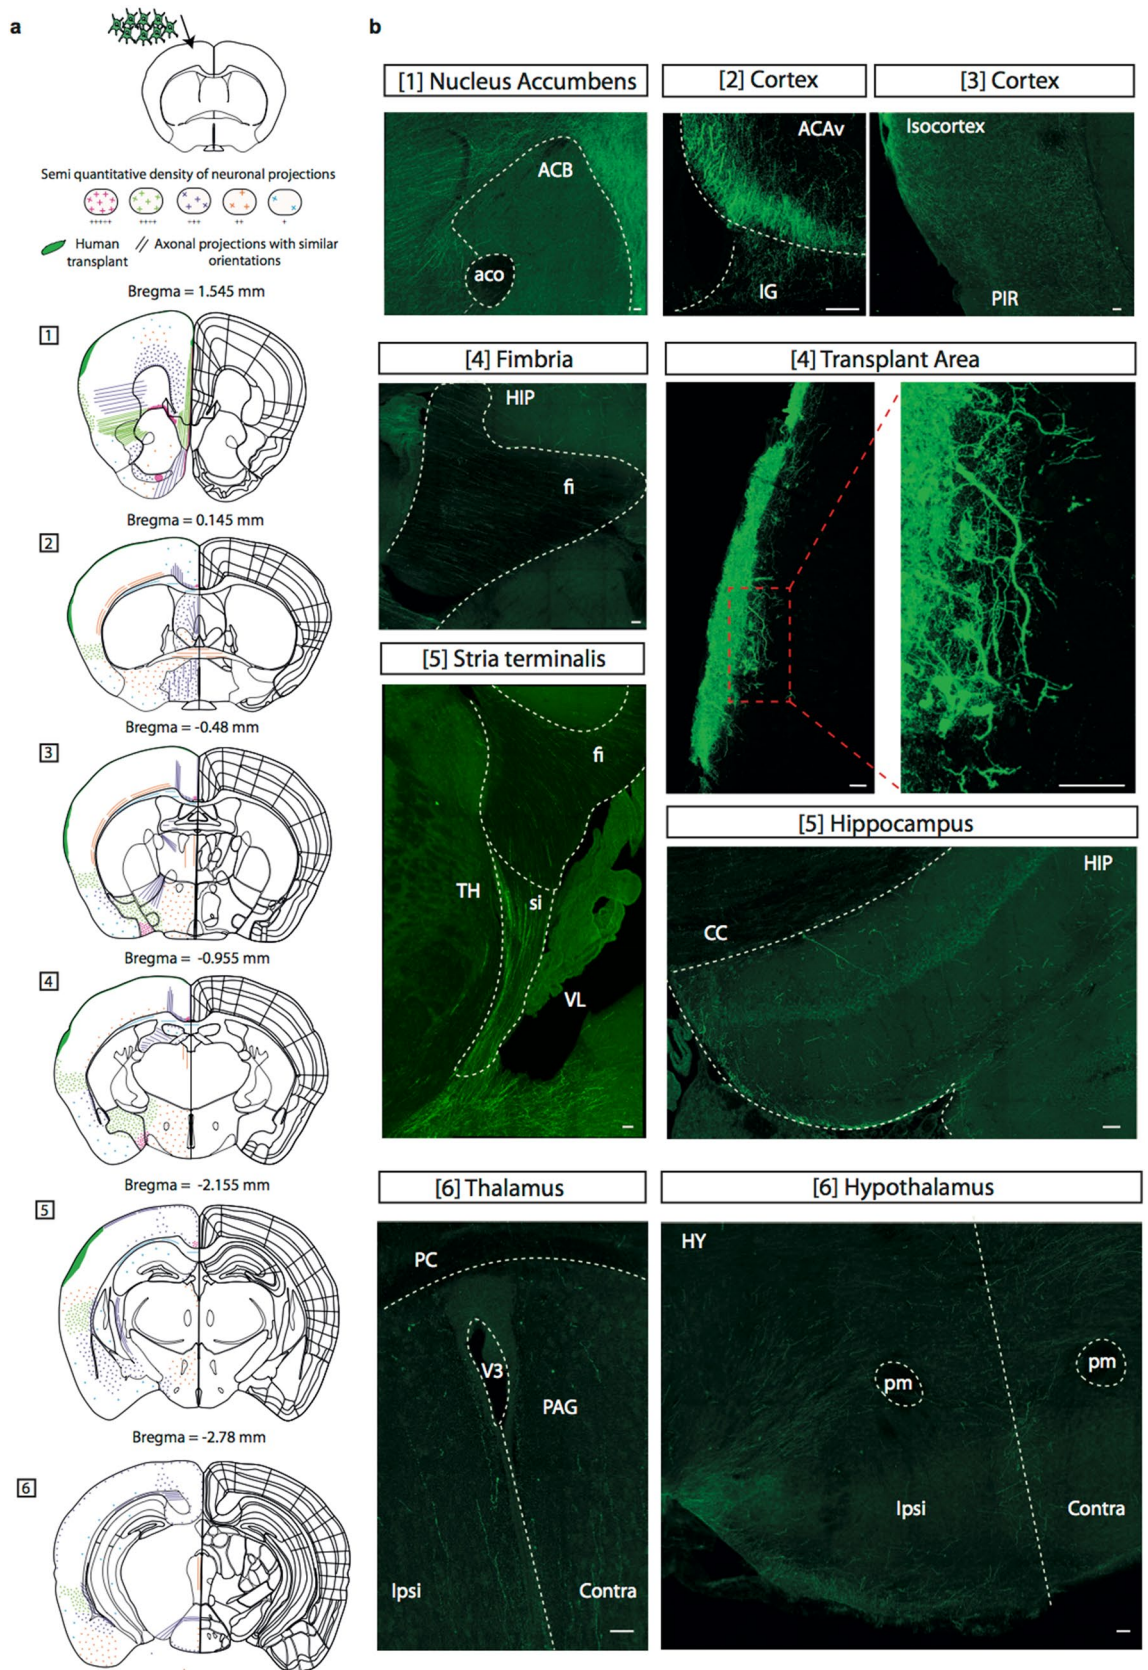 a
Semi quantitative density of neuronal projections
+++++ ++++ +++ ++ +
Human transplant
Axonal projections with similar orientations
Bregma = 1.545 mm
1
Bregma = 0.145 mm
2
Bregma = -0.48 mm
3
Bregma = -0.955 mm
4
Bregma = -2.155 mm
5
Bregma = -2.78 mm
6
b
[1] Nucleus Accumbens
ACB
aco
[2] Cortex
ACAv
IG
[3] Cortex
Isocortex
PIR
[4] Fimbria
HIP
fi
[4] Transplant Area
[5] Stria terminalis
fi
TH
si
VL
[5] Hippocampus
HIP
CC
[6] Thalamus
PC
V3
PAG
Ipsi
Contra
[6] Hypothalamus
HY
pm
pm
Ipsi
Contra